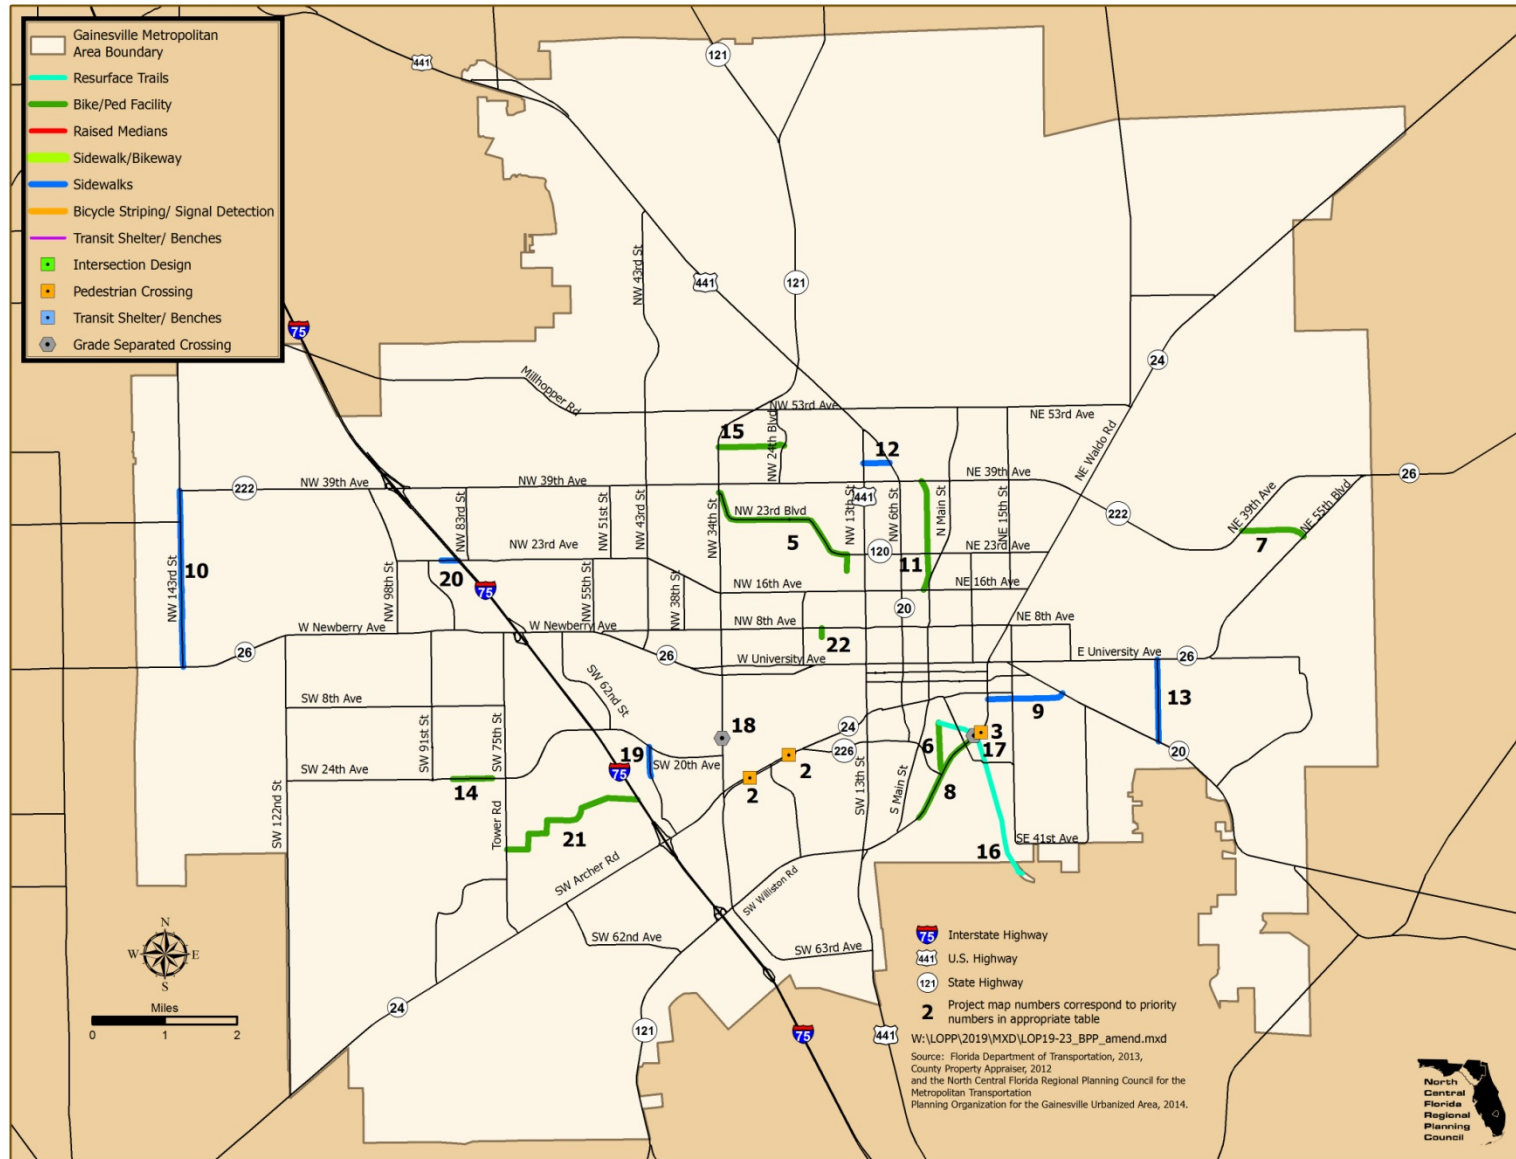 Gainesville Metropolitan
Area Boundary
Resurface Trails
Bike/Ped Facility
Raised Medians
Sidewalk/Bikeway
Sidewalks
Bicycle Striping/ Signal Detection
Transit Shelter/ Benches
Intersection Design
Pedestrian Crossing
Transit Shelter/ Benches
Grade Separated Crossing
441
121
NW 43rd St
441
121
75
24
Millhopper Rd
NW 53rd Ave
NE 53rd Ave
15
NW 24th Blvd
12
NE Waldo Rd
26
222
NW 39th Ave
NW 39th Ave
NE 39th Ave
441
222
NE 39th Ave
NE 55th Blvd
7
NW 83rd St
NW 51st St
NW 43rd St
NW 34th St
NW 23rd Blvd
5
NW 13th St
NW 6th St
N Main St
NE 15th St
120
NE 23rd Ave
NW 23rd Ave
10
NW 143rd St
20
75
NW 98th St
NW 55th St
NW 38th St
NW 16th Ave
11
NE 16th Ave
20
W Newberry Ave
W Newberry Ave
NW 8th Ave
NE 8th Ave
22
26
26
W University Ave
E University Ave
26
SW 8th Ave
SW 62nd St
13
9
SW 91st St
SW 75th St
18
24
3
6
17
226
20
19
SW 20th Ave
75
SW 24th Ave
2
2
14
SW 122nd St
Tower Rd
21
SW 13th St
S Main St
8
SE 41st Ave
16
SW Archer Rd
SW Williston Rd
SW 62nd Ave
SW 63rd Ave
24
121
75
441
N
W
E
S
Miles
0
1
2
75
Interstate Highway
441
U.S. Highway
121
State Highway
2
Project map numbers correspond to priority
numbers in appropriate table
W:\LOPP\2019\MXD\LOP19-23_BPP_amend.mxd
Source: Florida Department of Transportation, 2013,
County Property Appraiser, 2012
and the North Central Florida Regional Planning Council for the
Metropolitan Transportation
Planning Organization for the Gainesville Urbanized Area, 2014.
North
Central
Florida
Regional
Planning
Council